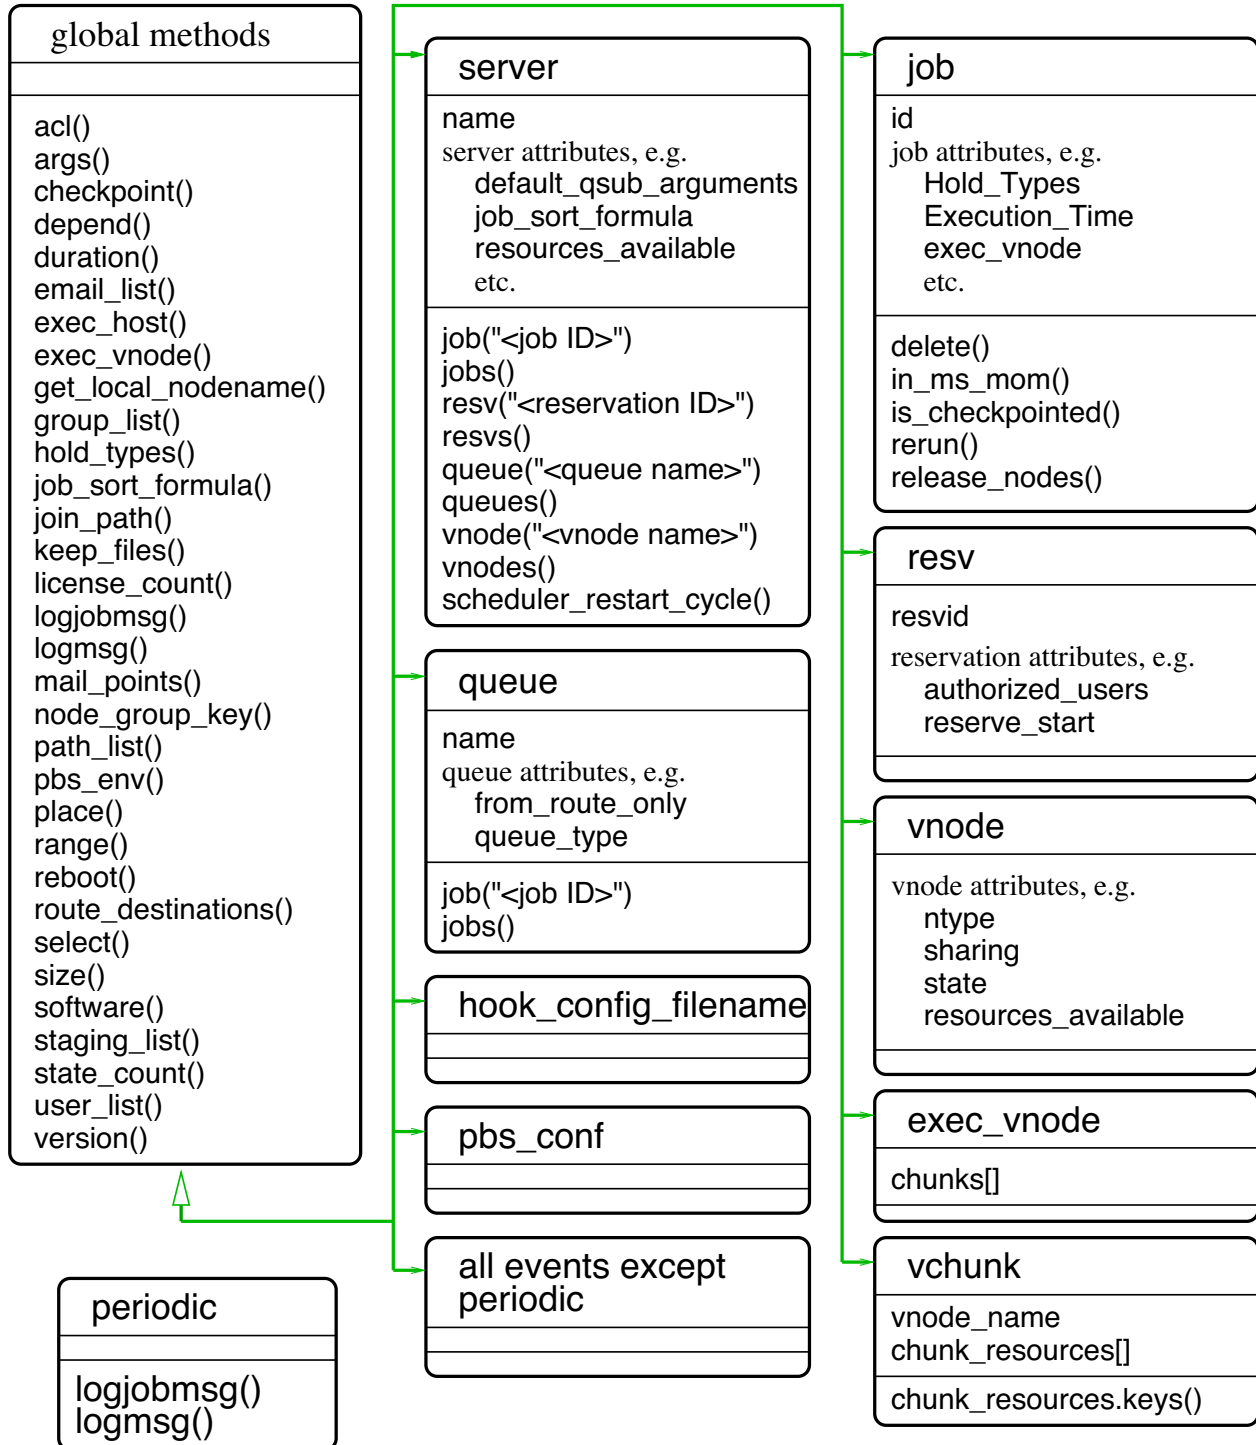 global methods
acl()
args()
checkpoint()
depend()
duration()
email_list()
exec_host()
exec_vnode()
get_local_nodename()
group_list()
hold_types()
job_sort_formula()
join_path()
keep_files()
license_count()
logjobmsg()
logmsg()
mail_points()
node_group_key()
path_list()
pbs_env()
place()
range()
reboot()
route_destinations()
select()
size()
software()
staging_list()
state_count()
user_list()
version()
periodic
logjobmsg()
logmsg()
server
name
server attributes, e.g.
default_qsub_arguments
job_sort_formula
resources_available
etc.
job("<job ID>")
jobs()
resv("<reservation ID>")
resvs()
queue("<queue name>")
queues()
vnode("<vnode name>")
vnodes()
scheduler_restart_cycle()
queue
name
queue attributes, e.g.
from_route_only
queue_type
job("<job ID>")
jobs()
hook_config_filename
pbs_conf
all events except
periodic
job
id
job attributes, e.g.
Hold_Types
Execution_Time
exec_vnode
etc.
delete()
in_ms_mom()
is_checkpointed()
rerun()
release_nodes()
resv
resvid
reservation attributes, e.g.
authorized_users
reserve_start
vnode
vnode attributes, e.g.
ntype
sharing
state
resources_available
exec_vnode
chunks[]
vchunk
vnode_name
chunk_resources[]
chunk_resources.keys()